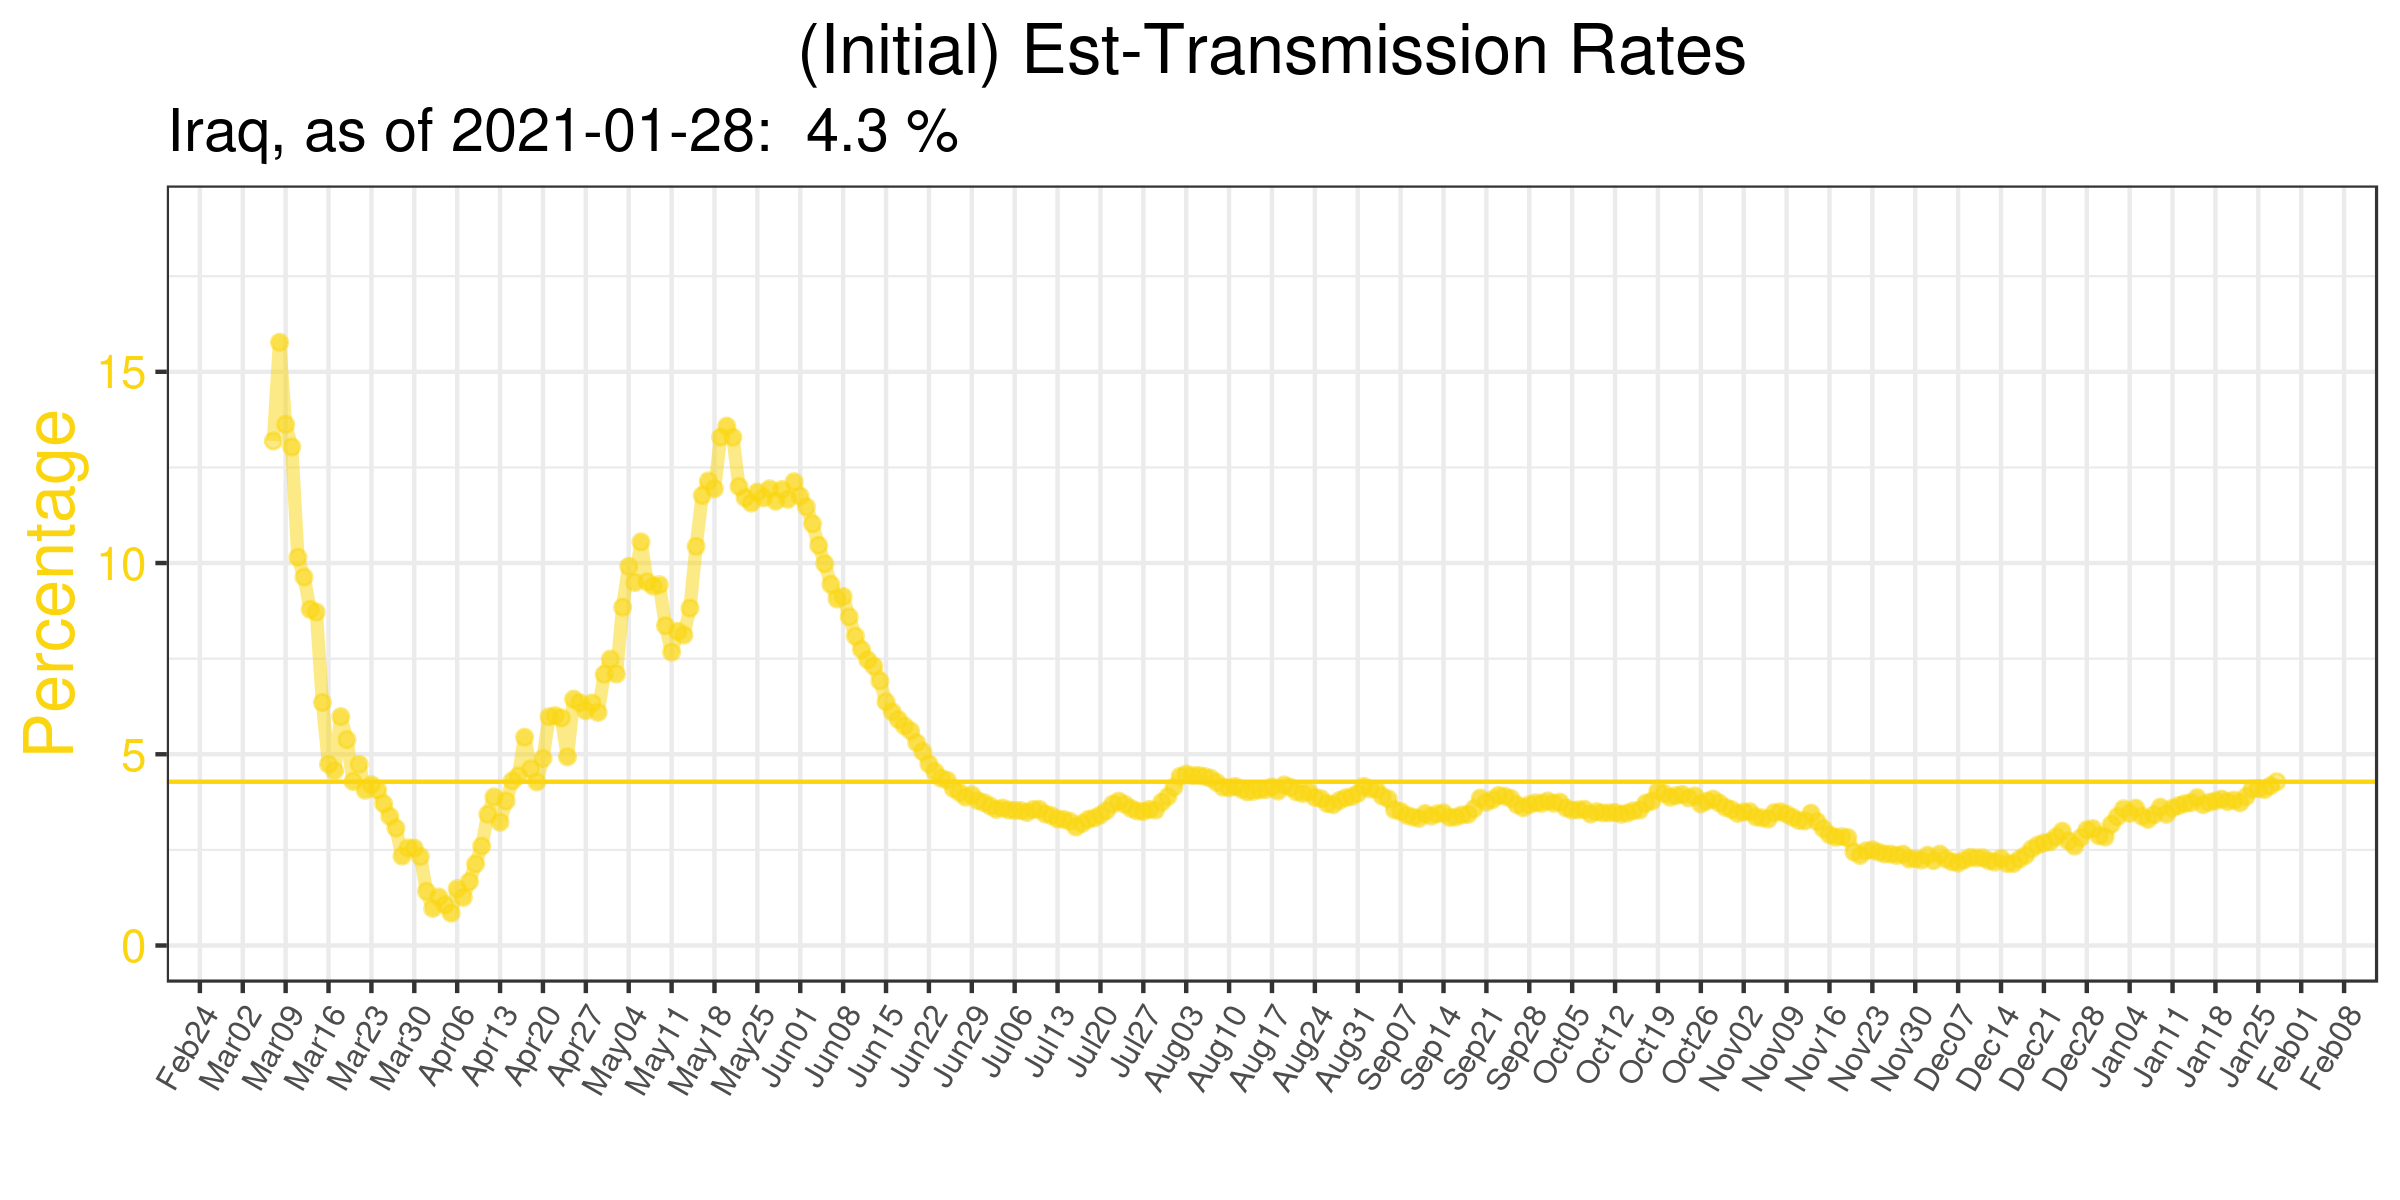 (Initial) Est-Transmission Rates
Iraq, as of 2021-01-28:  4.3 %
Percentage
15
10
5
0
Feb24
Mar02
Mar09
Mar16
Mar23
Mar30
Apr06
Apr13
Apr20
Apr27
May04
May11
May18
May25
Jun01
Jun08
Jun15
Jun22
Jun29
Jul06
Jul13
Jul20
Jul27
Aug03
Aug10
Aug17
Aug24
Aug31
Sep07
Sep14
Sep21
Sep28
Oct05
Oct12
Oct19
Oct26
Nov02
Nov09
Nov16
Nov23
Nov30
Dec07
Dec14
Dec21
Dec28
Jan04
Jan11
Jan18
Jan25
Feb01
Feb08